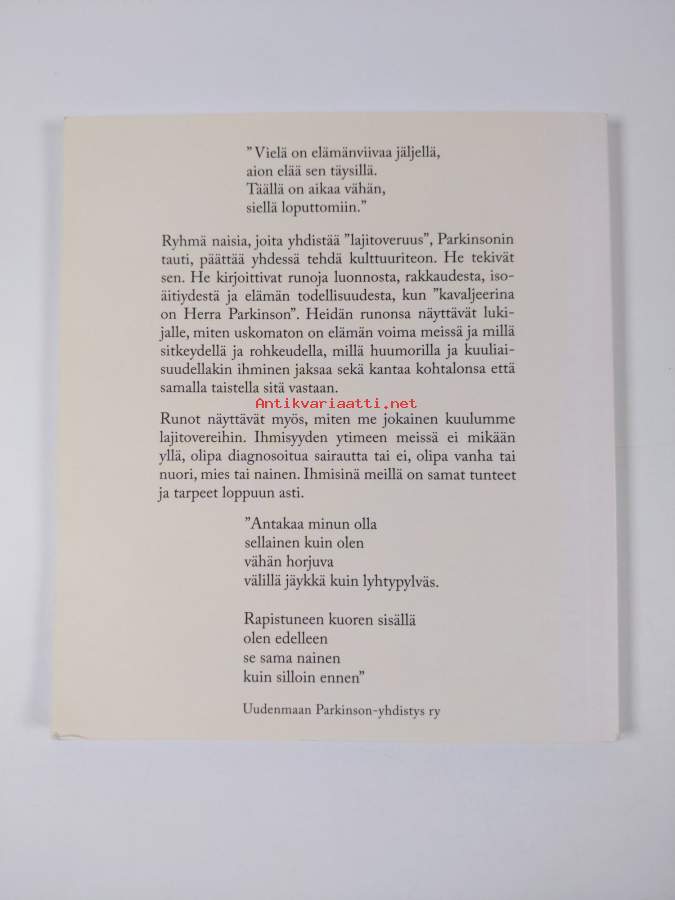 "Vielä on elämänviivaa jäljellä,
aion elää sen täysillä.
Täällä on aikaa vähän,
siellä loputtomiin."
Ryhmä naisia, joita yhdistää "lajitoveruus", Parkinsonin
tauti, päättää yhdessä tehdä kulttuuriteon. He tekivät
sen. He kirjoittivat runoja luonnosta, rakkaudesta, iso-
äitiydestä ja elämän todellisuudesta, kun "kavaljeerina
on Herra Parkinson". Heidän runonsa näyttävät luki-
jalle, miten uskomaton on elämän voima meissä ja millä
sitkeydellä ja rohkeudella, millä huumorilla ja kuuliai-
suudellakin ihminen jaksaa sekä kantaa kohtalonsa että
samalla taistella sitä vastaan.
Antikvariaatti.net
Runot näyttävät myös, miten me jokainen kuulumme
lajitovereihin. Ihmisyyden ytimeen meissä ei mikään
yllä, olipa diagnosoitua sairautta tai ei, olipa vanha tai
nuori, mies tai nainen. Ihmisinä meillä on samat tunteet
ja tarpeet loppuun asti.
"Antakaa minun olla
sellainen kuin olen
vähän horjuva
välillä jäykkä kuin lyhtypylväs.
Rapistuneen kuoren sisällä
olen edelleen
se sama nainen
kuin silloin ennen"
Uudenmaan Parkinson-yhdistys ry